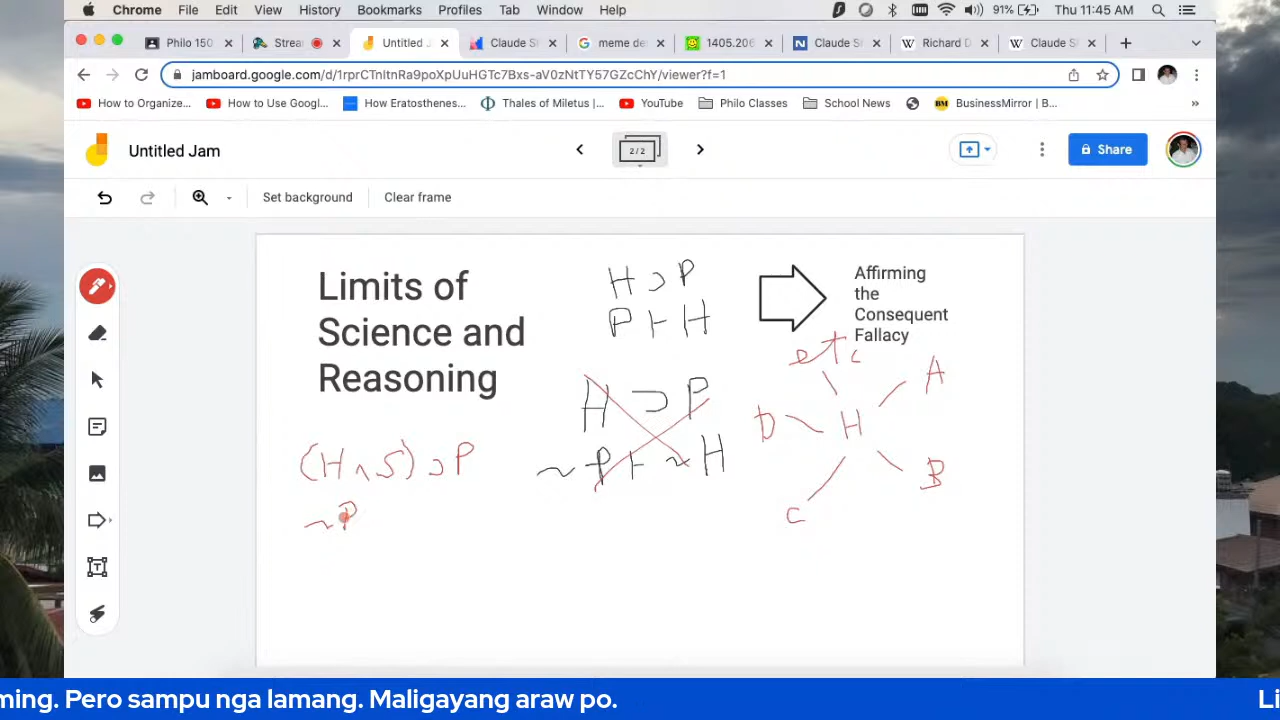 Chrome File Edit View History Bookmarks Profiles Tab Window Help 91% Thu 11:45 AM
Philo 150 Strea Untitled J Claude S meme de 1405.206 Claude S Richard D Claude S
jamboard.google.com/d/1rprCTnltnRa9poXpUuHGTc7Bxs-aV0zNtTY57GZcChY/viewer?f=1
How to Organize... How to Use Googl... How Eratosthenes... Thales of Miletus |... YouTube Philo Classes School News BusinessMirror | B... »
Untitled Jam 2/2 Share
Set background Clear frame
Limits of
Science and
Reasoning
H ⊃ P
P ⊢ H
Affirming
the
Consequent
Fallacy
H ⊃ P
~P ⊢ ~H
etc
A
D H
B
C
(H ∧ S) ⊃ P
~P
ming. Pero sampu nga lamang. Maligayang araw po. Li